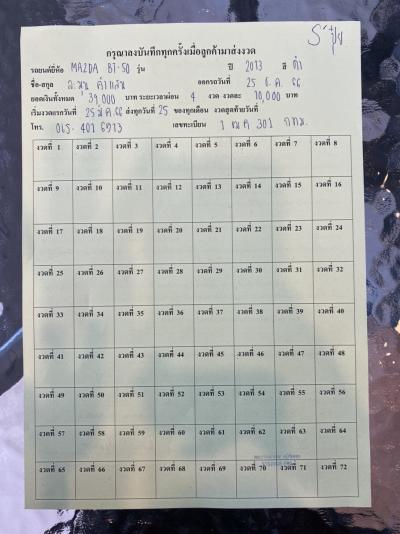 กรุณาลงบันทึกทุกครั้งเมื่อลูกค้ามาส่งงวด
รถยนต์ยี่ห้อ MAZDA BT-50 รุ่น ปี 2013 สี ดำ
ชื่อ-สกุล ออกรถวันที่ 25 66
ยอดเงินทั้งหมด 39,000 บาท ระยะเวลาผ่อน 4 งวด งวดละ 10,000 บาท
เริ่มงวดแรกวันที่ 25 มี.ค. 66 ส่งทุกวันที่ 25 ของทุกเดือน งวดสุดท้ายวันที่
โทร. 065-401 6913 เลขทะเบียน 1 ฒค 301 กทม.
งวดที่ 1 งวดที่ 2 งวดที่ 3 งวดที่ 4 งวดที่ 5 งวดที่ 6 งวดที่ 7 งวดที่ 8
งวดที่ 9 งวดที่ 10 งวดที่ 11 งวดที่ 12 งวดที่ 13 งวดที่ 14 งวดที่ 15 งวดที่ 16
งวดที่ 17 งวดที่ 18 งวดที่ 19 งวดที่ 20 งวดที่ 21 งวดที่ 22 งวดที่ 23 งวดที่ 24
งวดที่ 25 งวดที่ 26 งวดที่ 27 งวดที่ 28 งวดที่ 29 งวดที่ 30 งวดที่ 31 งวดที่ 32
งวดที่ 33 งวดที่ 34 งวดที่ 35 งวดที่ 36 งวดที่ 37 งวดที่ 38 งวดที่ 39 งวดที่ 40
งวดที่ 41 งวดที่ 42 งวดที่ 43 งวดที่ 44 งวดที่ 45 งวดที่ 46 งวดที่ 47 งวดที่ 48
งวดที่ 49 งวดที่ 50 งวดที่ 51 งวดที่ 52 งวดที่ 53 งวดที่ 54 งวดที่ 55 งวดที่ 56
งวดที่ 57 งวดที่ 58 งวดที่ 59 งวดที่ 60 งวดที่ 61 งวดที่ 62 งวดที่ 63 งวดที่ 64
งวดที่ 65 งวดที่ 66 งวดที่ 67 งวดที่ 68 งวดที่ 69 งวดที่ 70 งวดที่ 71 งวดที่ 72